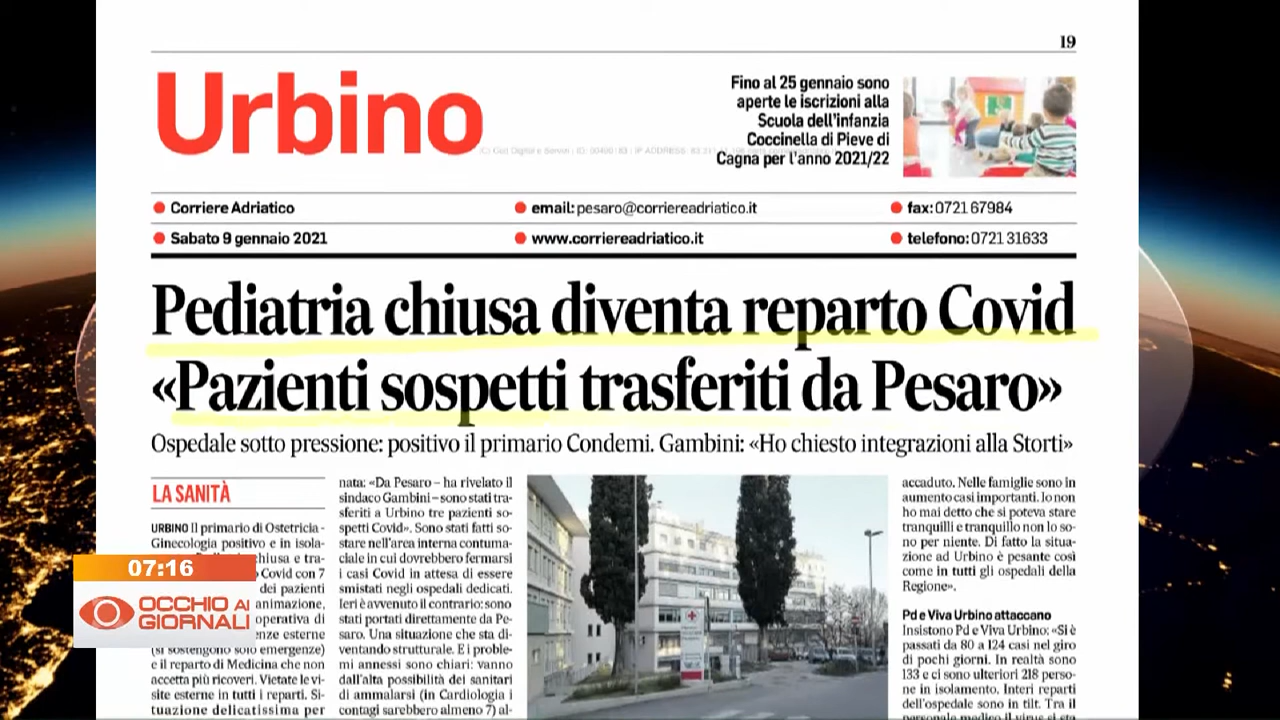 19
Urbino
Fino al 25 gennaio sono
aperte le iscrizioni alla
Scuola dell'infanzia
Coccinella di Pieve di
Cagna per l'anno 2021/22
Corriere Adriatico
email: pesaro@corriereadriatico.it
fax: 0721 67984
Sabato 9 gennaio 2021
www.corriereadriatico.it
telefono: 0721 31633
Pediatria chiusa diventa reparto Covid
«Pazienti sospetti trasferiti da Pesaro»
Ospedale sotto pressione: positivo il primario Condemi. Gambini: «Ho chiesto integrazioni alla Storti»
LA SANITÀ
URBINO Il primario di Ostetricia-
Ginecologia positivo e in isola-
chiusa e tra-
Covid con 7
dei pazienti
animazione,
operativa di
enze esterne
(si sostengono solo emergenze)
e il reparto di Medicina che non
accetta più ricoveri. Vietate le vi-
site esterne in tutti i reparti. Si-
tuazione delicatissima per
nata: «Da Pesaro – ha rivelato il
sindaco Gambini – sono stati tra-
sferiti a Urbino tre pazienti so-
spetti Covid». Sono stati fatti so-
stare nell'area interna contuma-
ciale in cui dovrebbero fermarsi
i casi Covid in attesa di essere
smistati negli ospedali dedicati.
Ieri è avvenuto il contrario: sono
stati portati direttamente da Pe-
saro. Una situazione che sta di-
ventando strutturale. E i proble-
mi annessi sono chiari: vanno
dall'alta possibilità dei sanitari
di ammalarsi (in Cardiologia i
contagi sarebbero almeno 7) al-
accaduto. Nelle famiglie sono in
aumento casi importanti. Io non
ho mai detto che si poteva stare
tranquilli e tranquillo non lo so-
no per niente. Di fatto la situa-
zione ad Urbino è pesante così
come in tutti gli ospedali della
Regione».
Pd e Viva Urbino attaccano
Insistono Pd e Viva Urbino: «Si è
passati da 80 a 124 casi nel giro
di pochi giorni. In realtà sono
133 e ci sono ulteriori 218 perso-
ne in isolamento. Interi reparti
dell'ospedale sono in tilt. Tra il
personale medico il virus si sta
07:16
OCCHIO AI
GIORNALI